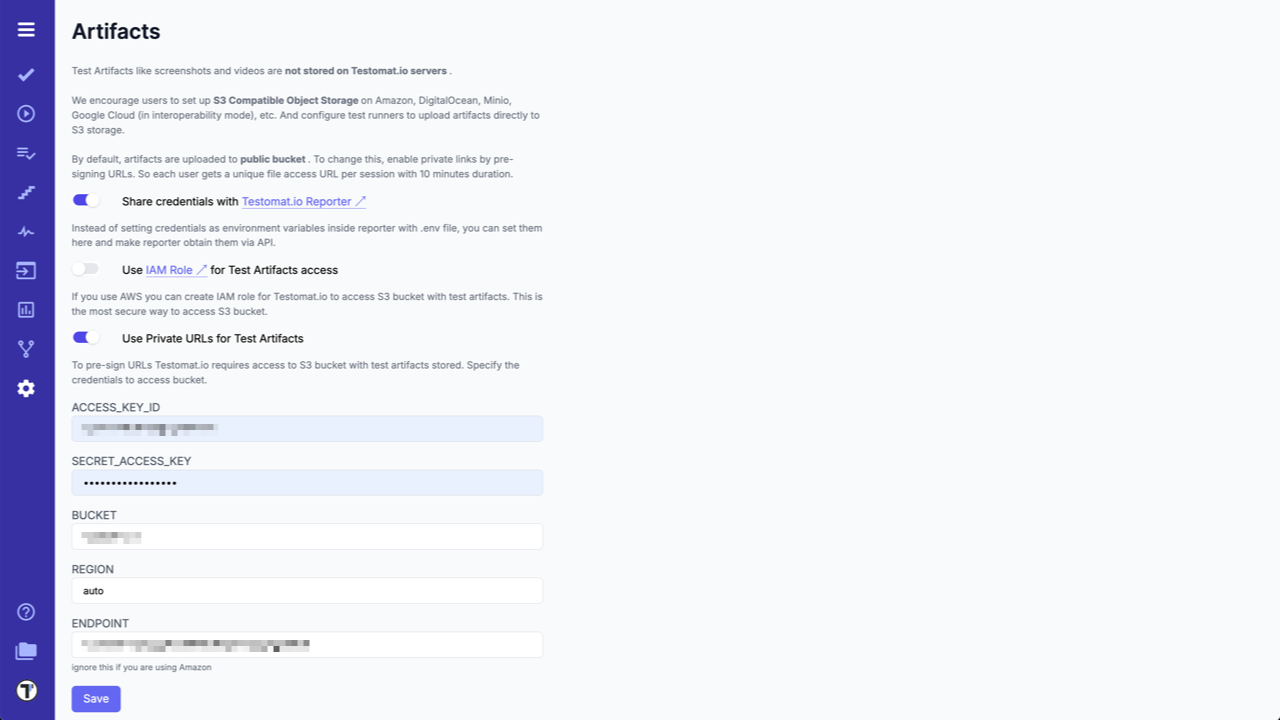 Artifacts
Test Artifacts like screenshots and videos are not stored on Testomat.io servers .
We encourage users to set up S3 Compatible Object Storage on Amazon, DigitalOcean, Minio,
Google Cloud (in interoperability mode), etc. And configure test runners to upload artifacts directly to
S3 storage.
By default, artifacts are uploaded to public bucket . To change this, enable private links by pre-
signing URLs. So each user gets a unique file access URL per session with 10 minutes duration.
Share credentials with Testomat.io Reporter
Instead of setting credentials as environment variables inside reporter with .env file, you can set them
here and make reporter obtain them via API.
Use IAM Role for Test Artifacts access
If you use AWS you can create IAM role for Testomat.io to access S3 bucket with test artifacts. This is
the most secure way to access S3 bucket.
Use Private URLs for Test Artifacts
To pre-sign URLs Testomat.io requires access to S3 bucket with test artifacts stored. Specify the
credentials to access bucket.
ACCESS_KEY_ID
SECRET_ACCESS_KEY
•••••••••••••••••
BUCKET
REGION
auto
ENDPOINT
ignore this if you are using Amazon
Save
T